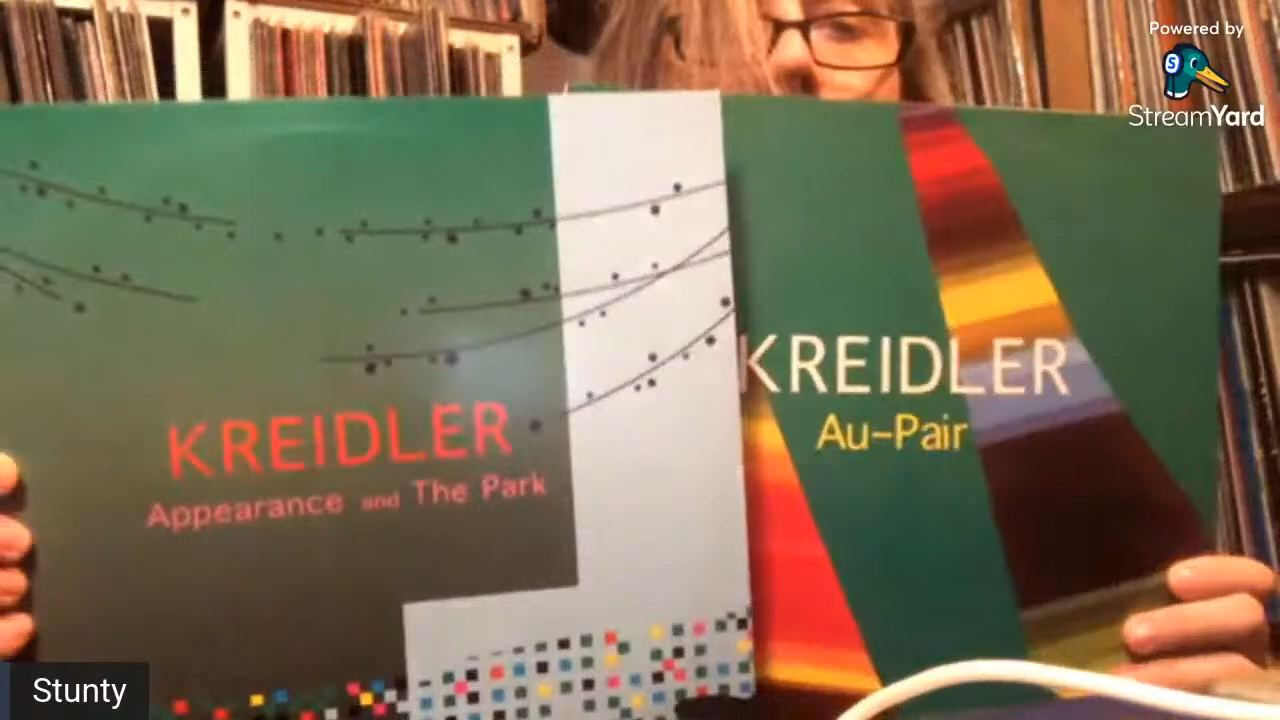 Powered by
StreamYard
KREIDLER
Appearance and The Park
KREIDLER
Au-Pair
Stunty